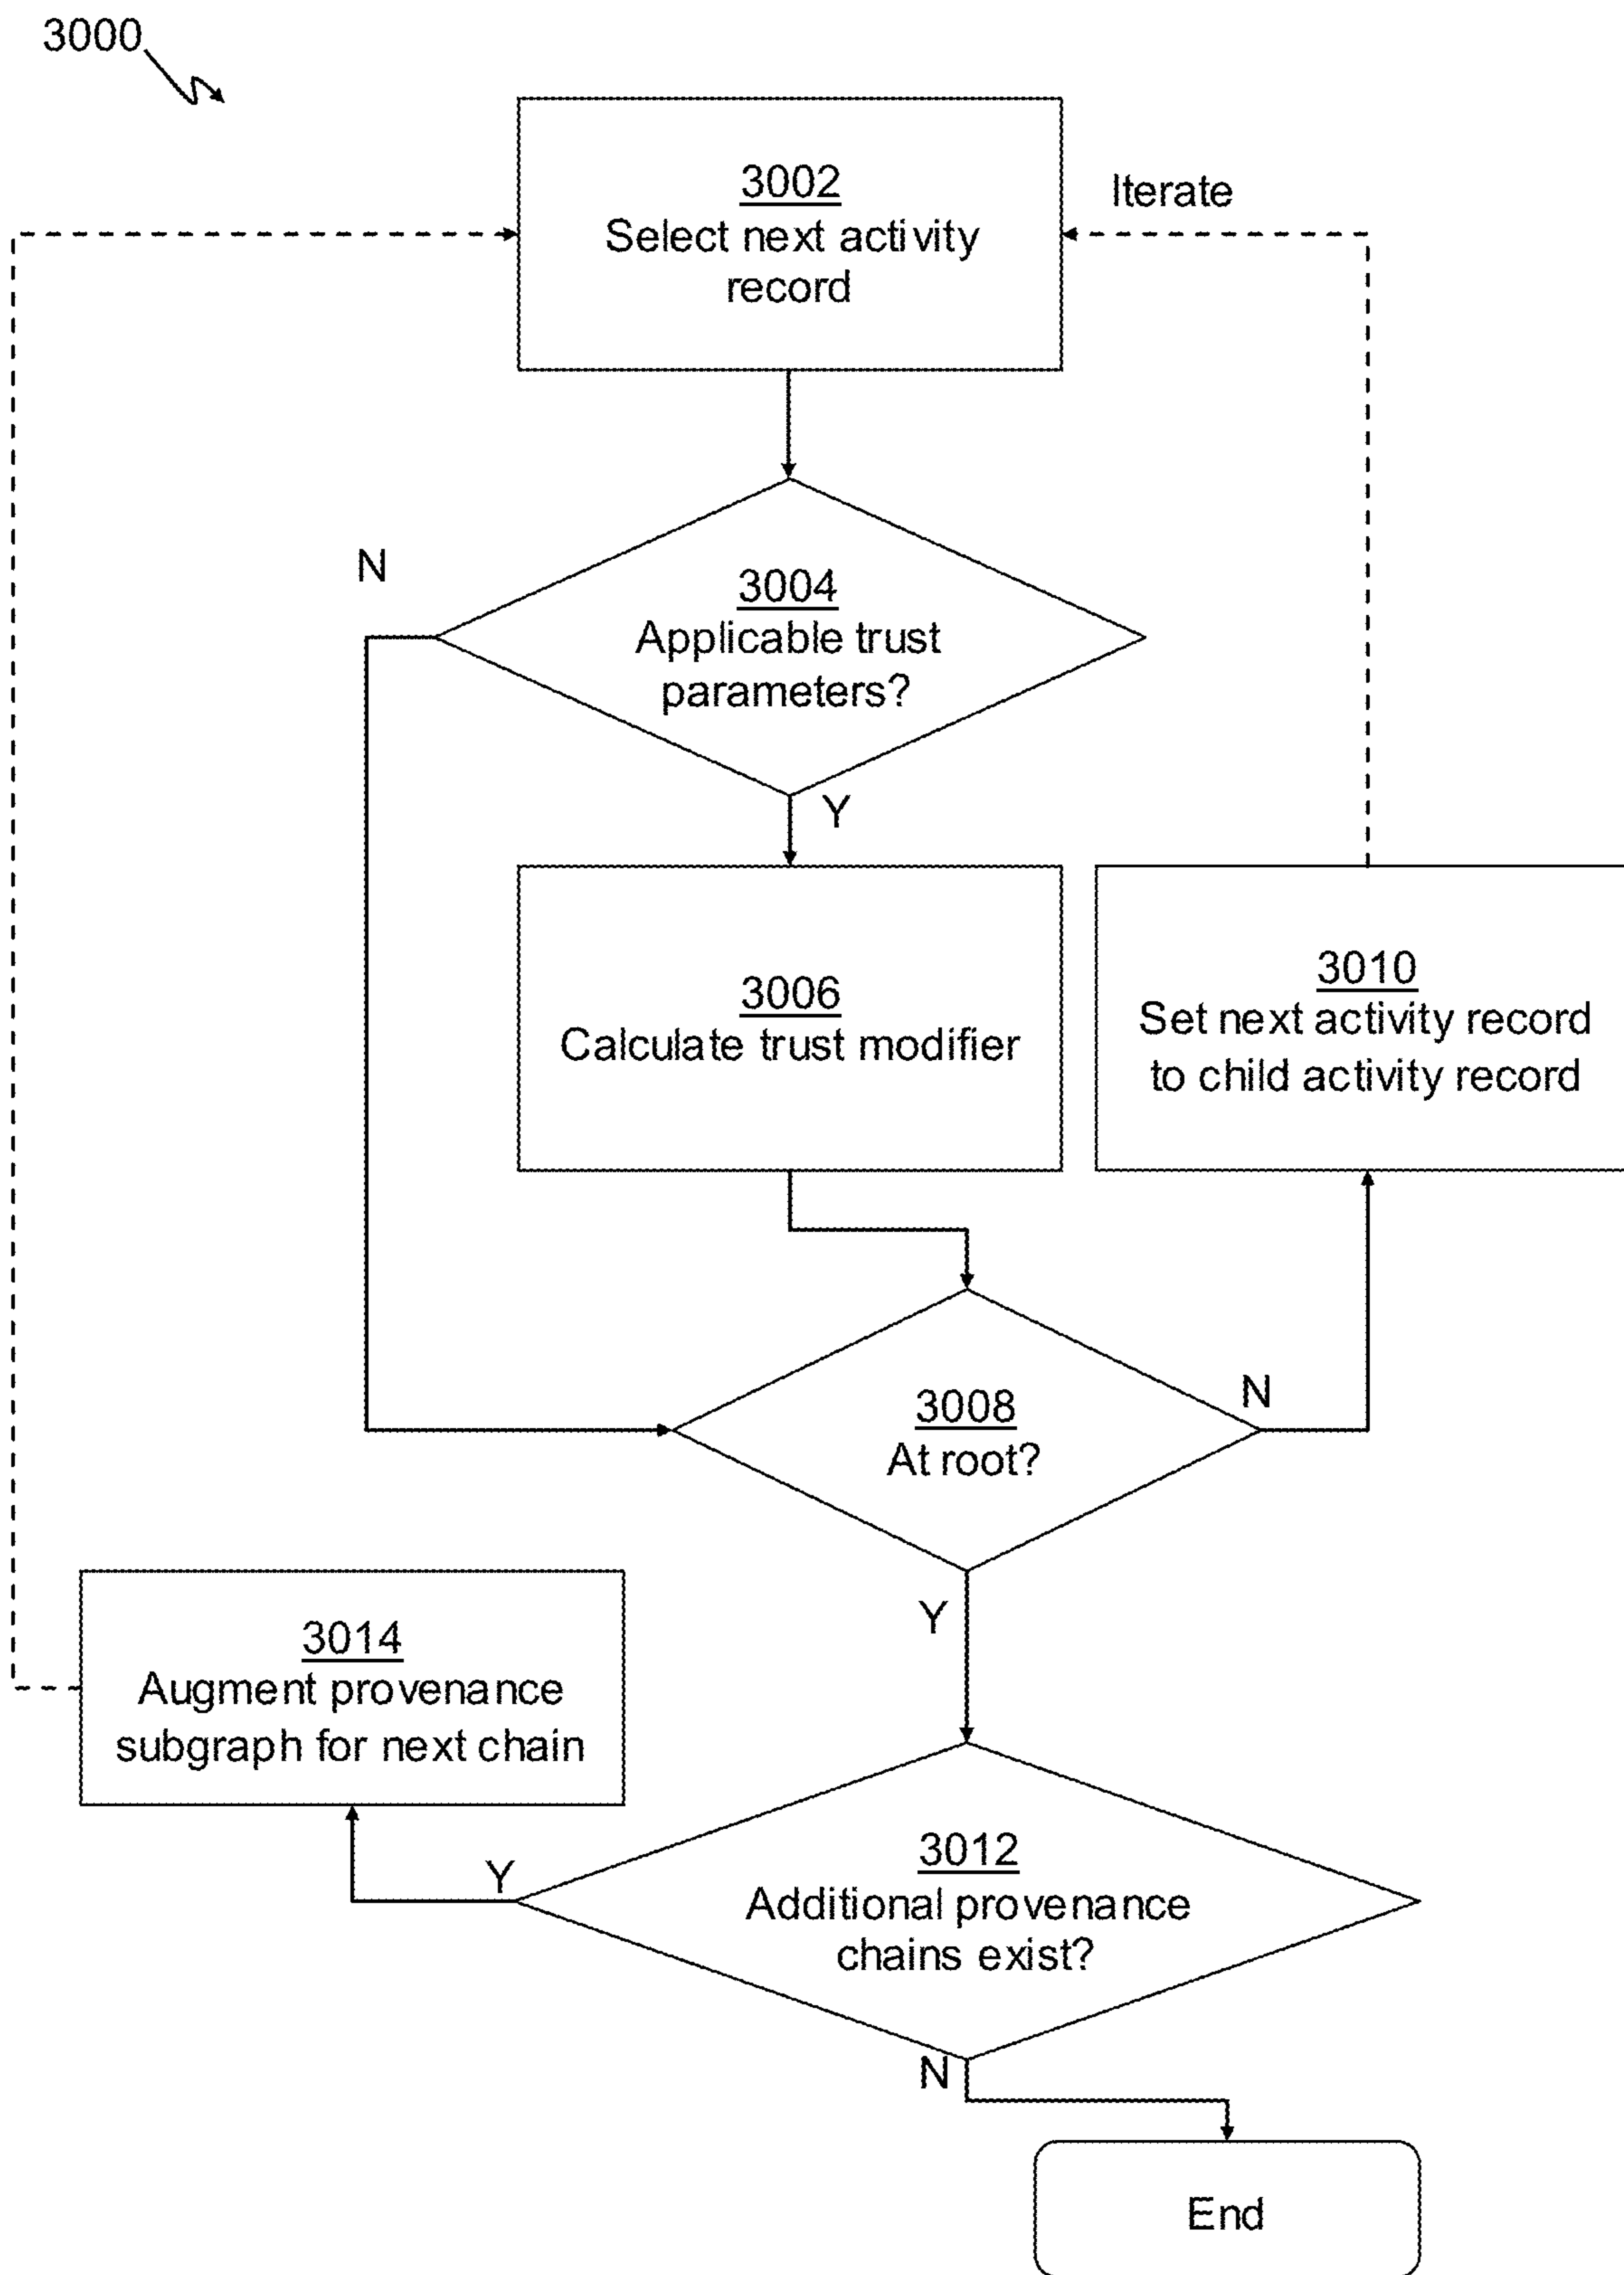 3000
3002
Select next activity
record
Iterate
N
3004
Applicable trust
parameters?
Y
3006
Calculate trust modifier
3010
Set next activity record
to child activity record
3008
At root?
N
Y
3014
Augment provenance
subgraph for next chain
Y
3012
Additional provenance
chains exist?
N
End